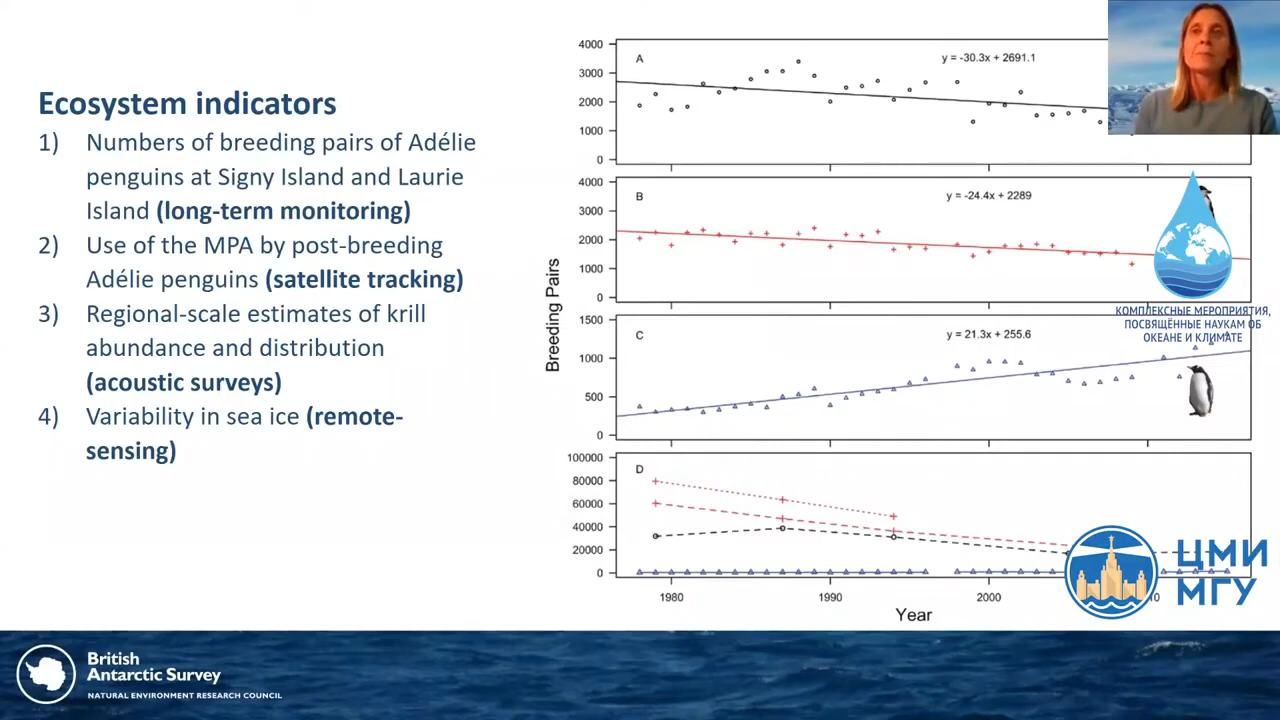 Ecosystem indicators
1) Numbers of breeding pairs of Adélie
penguins at Signy Island and Laurie
Island (long-term monitoring)
2) Use of the MPA by post-breeding
Adélie penguins (satellite tracking)
3) Regional-scale estimates of krill
abundance and distribution
(acoustic surveys)
4) Variability in sea ice (remote-
sensing)
Breeding Pairs
4000
3000
2000
1000
0
A
y = -30.3x + 2691.1
4000
3000
2000
1000
0
B
y = -24.4x + 2289
1500
1000
500
0
C
y = 21.3x + 255.6
100000
80000
60000
40000
20000
0
D
1980
1990
2000
Year
КОМПЛЕКСНЫЕ МЕРОПРИЯТИЯ,
ПОСВЯЩЁННЫЕ НАУКАМ ОБ
ОКЕАНЕ И КЛИМАТЕ
ЦМИ
МГУ
British
Antarctic Survey
NATURAL ENVIRONMENT RESEARCH COUNCIL